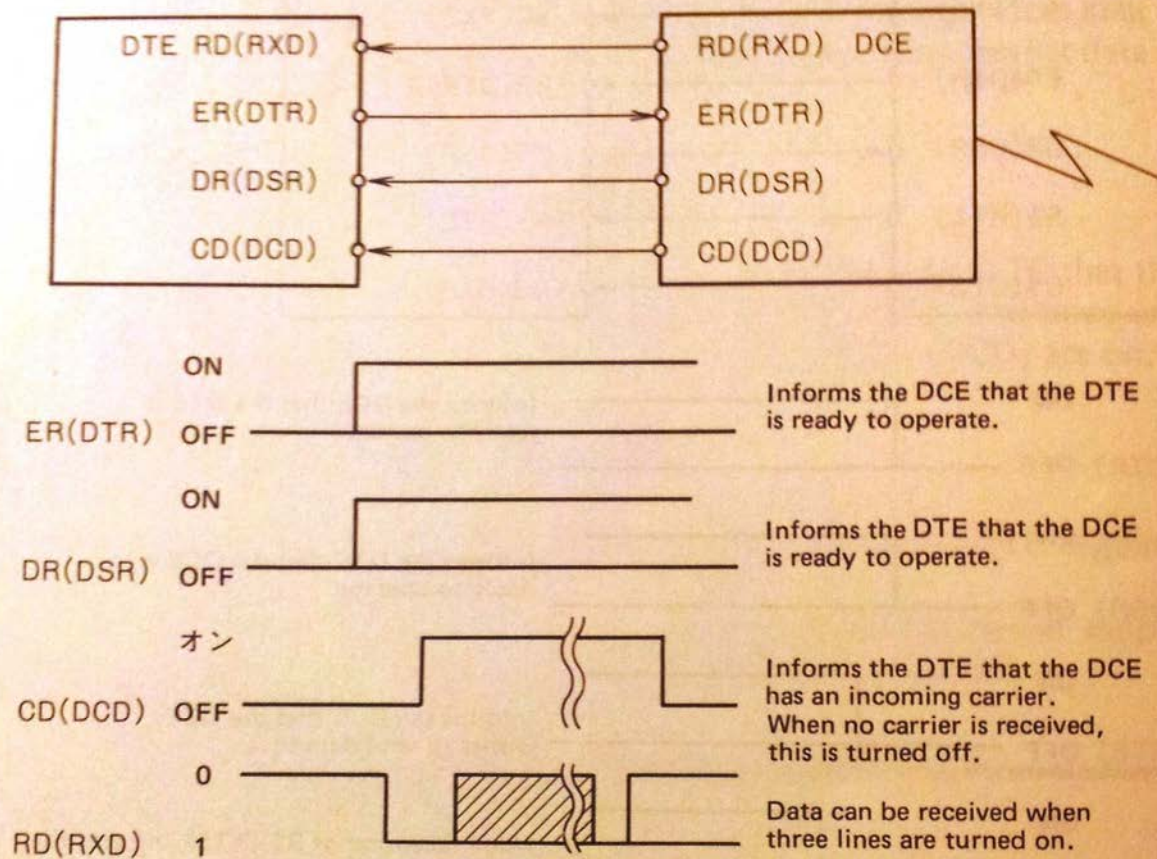 DTE RD(RXD) RD(RXD) DCE
ER(DTR) ER(DTR)
DR(DSR) DR(DSR)
CD(DCD) CD(DCD)
ON
ER(DTR) OFF
Informs the DCE that the DTE
is ready to operate.
ON
DR(DSR) OFF
Informs the DTE that the DCE
is ready to operate.
オン
CD(DCD) OFF
Informs the DTE that the DCE
has an incoming carrier.
When no carrier is received,
this is turned off.
0
RD(RXD) 1
Data can be received when
three lines are turned on.